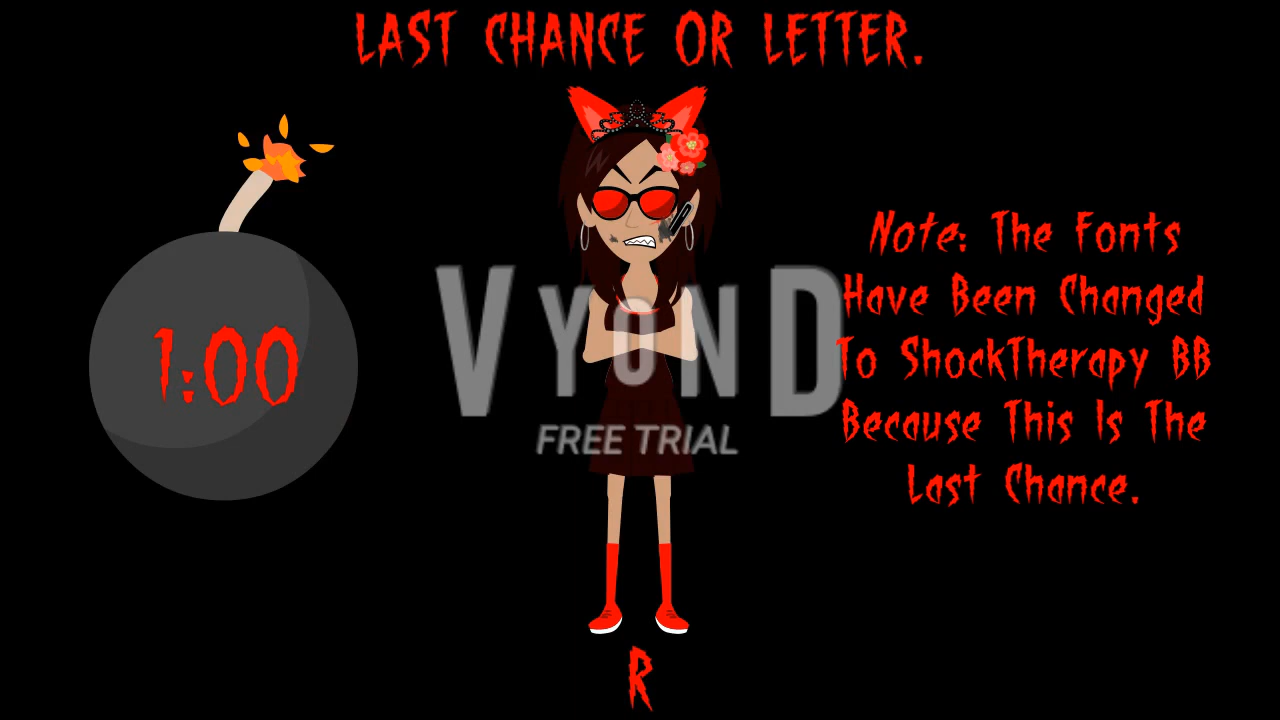 LAST CHANCE OR LETTER.
1:00
VYOND
FREE TRIAL
Note: The Fonts
Have Been Changed
To ShockTherapy BB
Because This Is The
Last Chance.
R